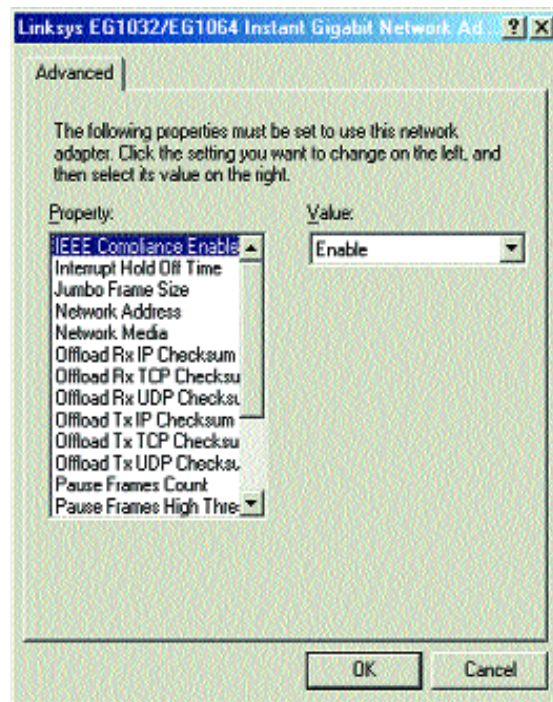 Linksys EG1032/EG1064 Instant Gigabit Network Ad...
Advanced
The following properties must be set to use this network
adapter. Click the setting you want to change on the left, and
then select its value on the right.
Property:
Value:
IEEE Compliance Enable
Enable
Interrupt Hold Off Time
Jumbo Frame Size
Network Address
Network Media
Offload Rx IP Checksum
Offload Rx TCP Checksu
Offload Rx UDP Checksu
Offload Tx IP Checksum
Offload Tx TCP Checksu
Offload Tx UDP Checksu
Pause Frames Count
Pause Frames High Thre
OK
Cancel